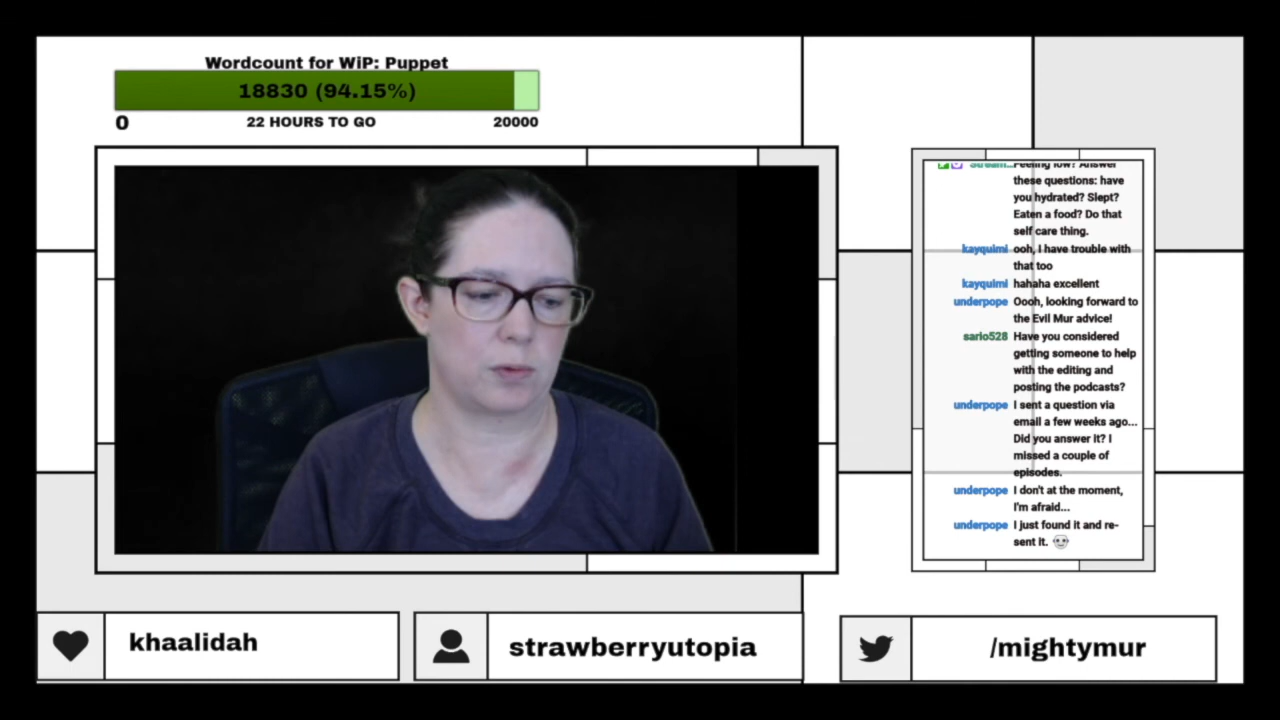 Wordcount for WiP: Puppet
18830 (94.15%)
0 22 HOURS TO GO 20000
Stream... Feeling low? Answer
these questions: have
you hydrated? Slept?
Eaten a food? Do that
self care thing.
kayquimi ooh, I have trouble with
that too
kayquimi hahaha excellent
underpope Oooh, looking forward to
the Evil Mur advice!
sario528 Have you considered
getting someone to help
with the editing and
posting the podcasts?
underpope I sent a question via
email a few weeks ago...
Did you answer it? I
missed a couple of
episodes.
underpope I don't at the moment,
I'm afraid...
underpope I just found it and re-
sent it.
khaalidah
strawberryutopia
/mightymur